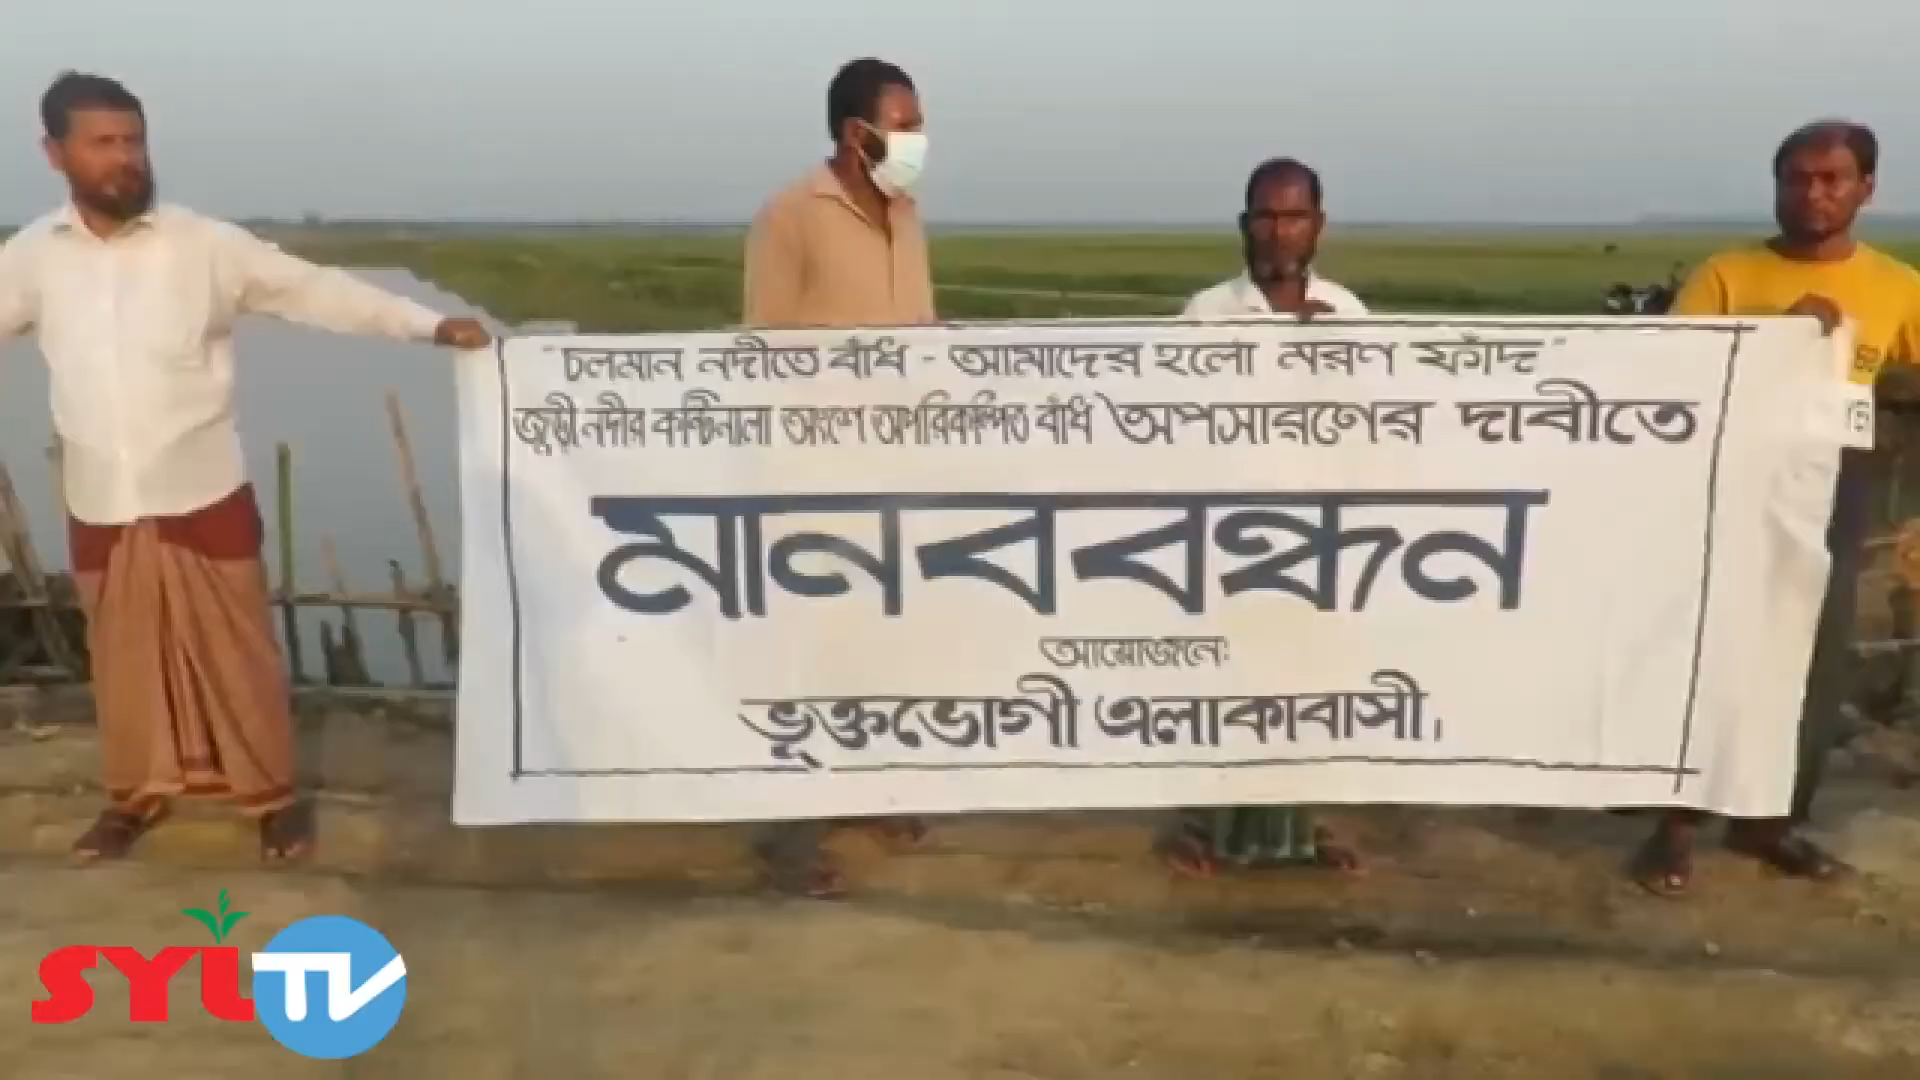 "চলমান নদীতে বাঁধ - আমাদের হলো মরণ ফাঁদ"
জুড়ী নদীর কন্টিনালা অংশে অপরিকল্পিত বাঁধ অপসারণের দাবীতে
মানববন্ধন
আয়োজনেঃ
ভূক্তভোগী এলাকাবাসী।
SYLTV